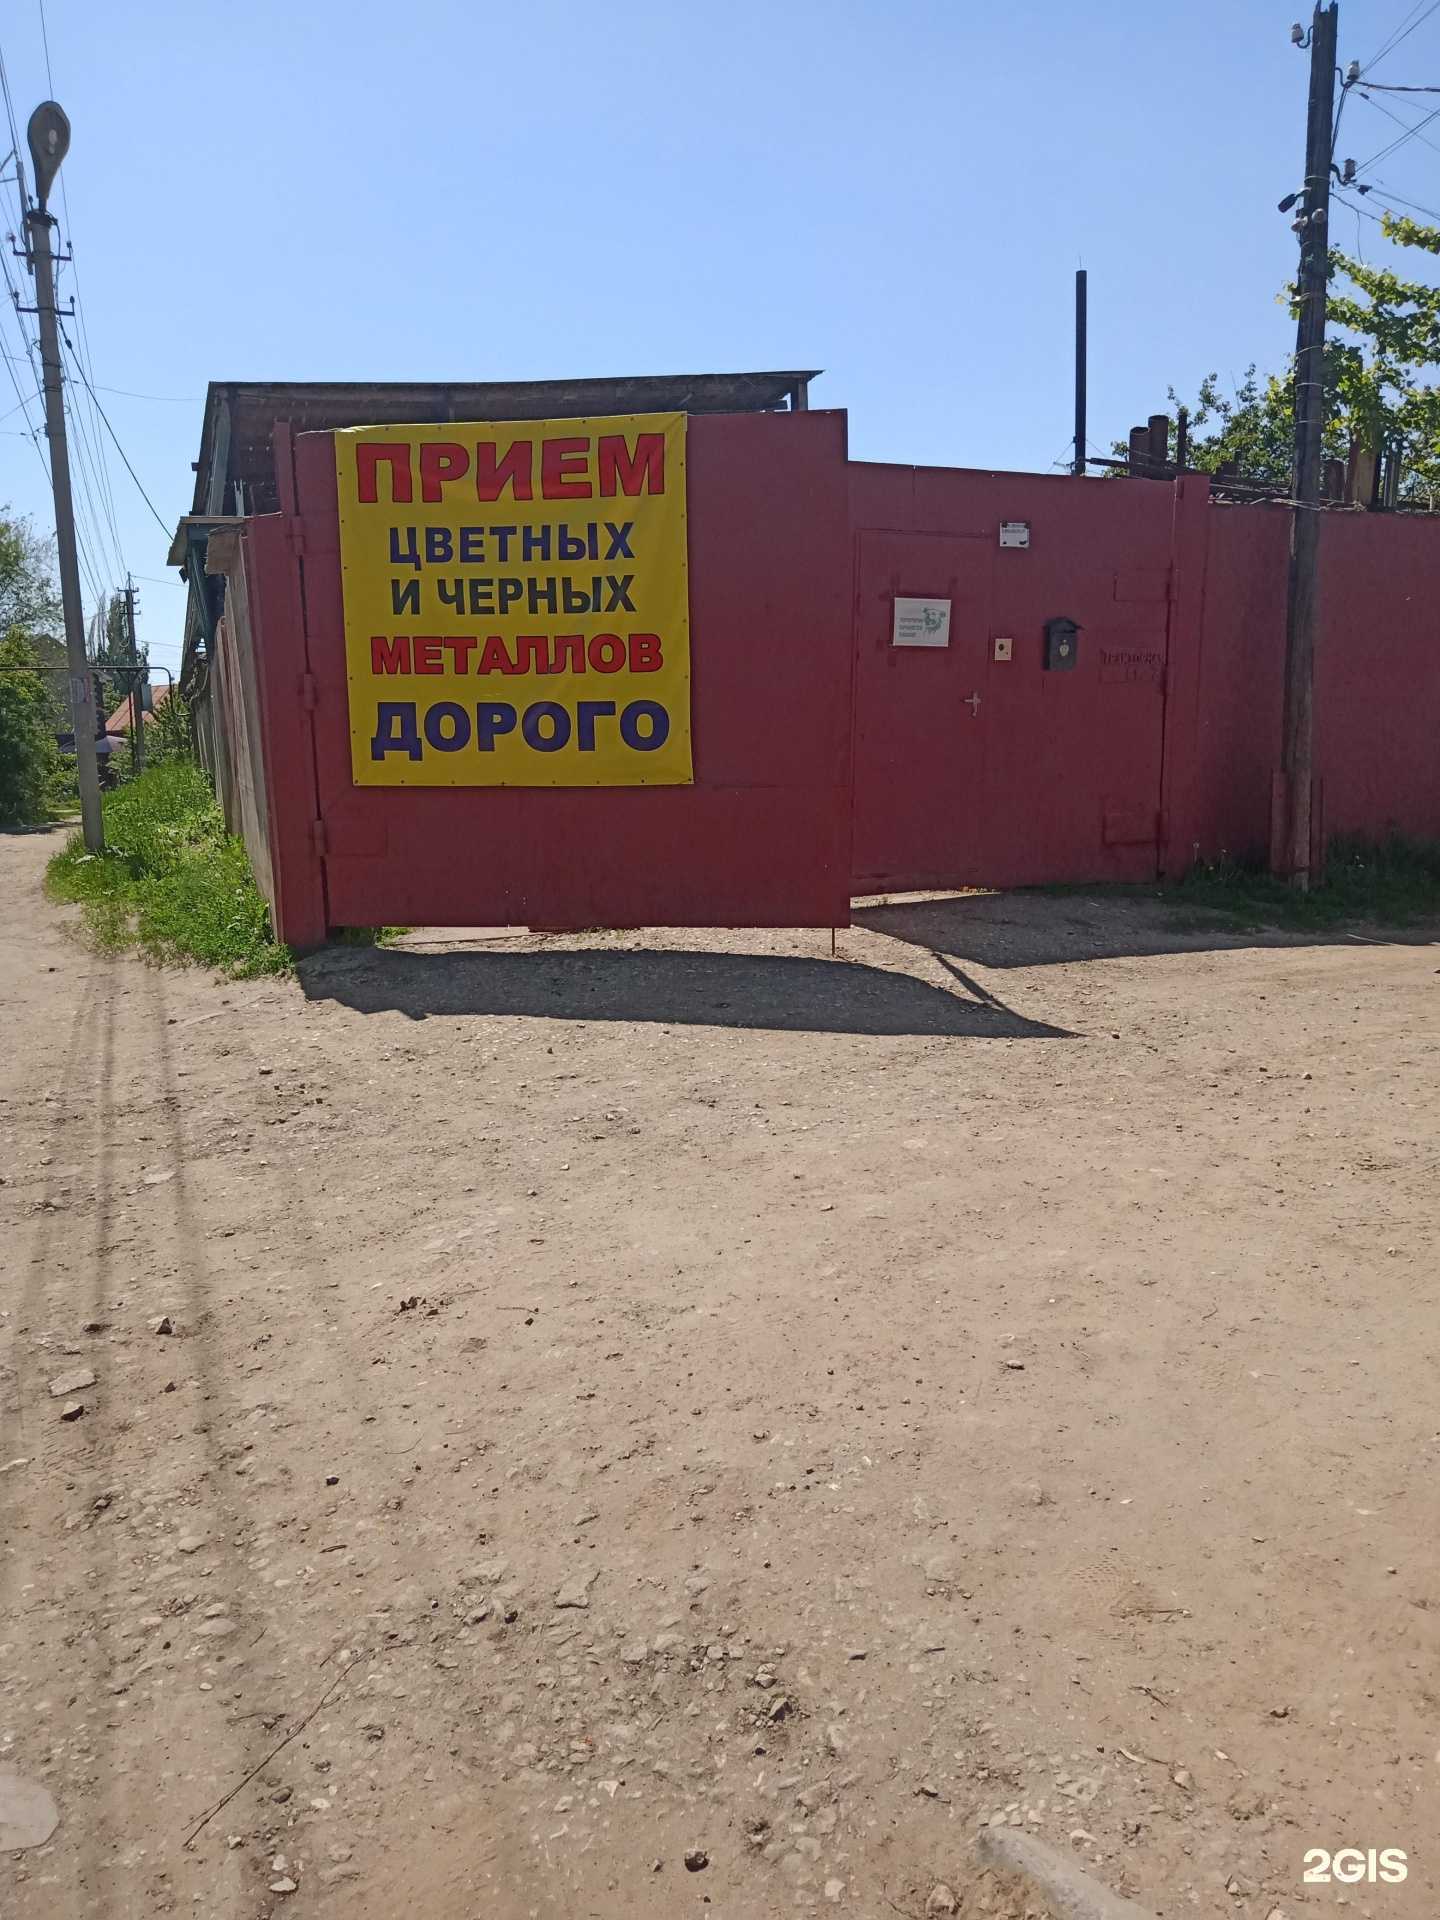 ПРИЕМ
ЦВЕТНЫХ
И ЧЕРНЫХ
МЕТАЛЛОВ
ДОРОГО
2GIS